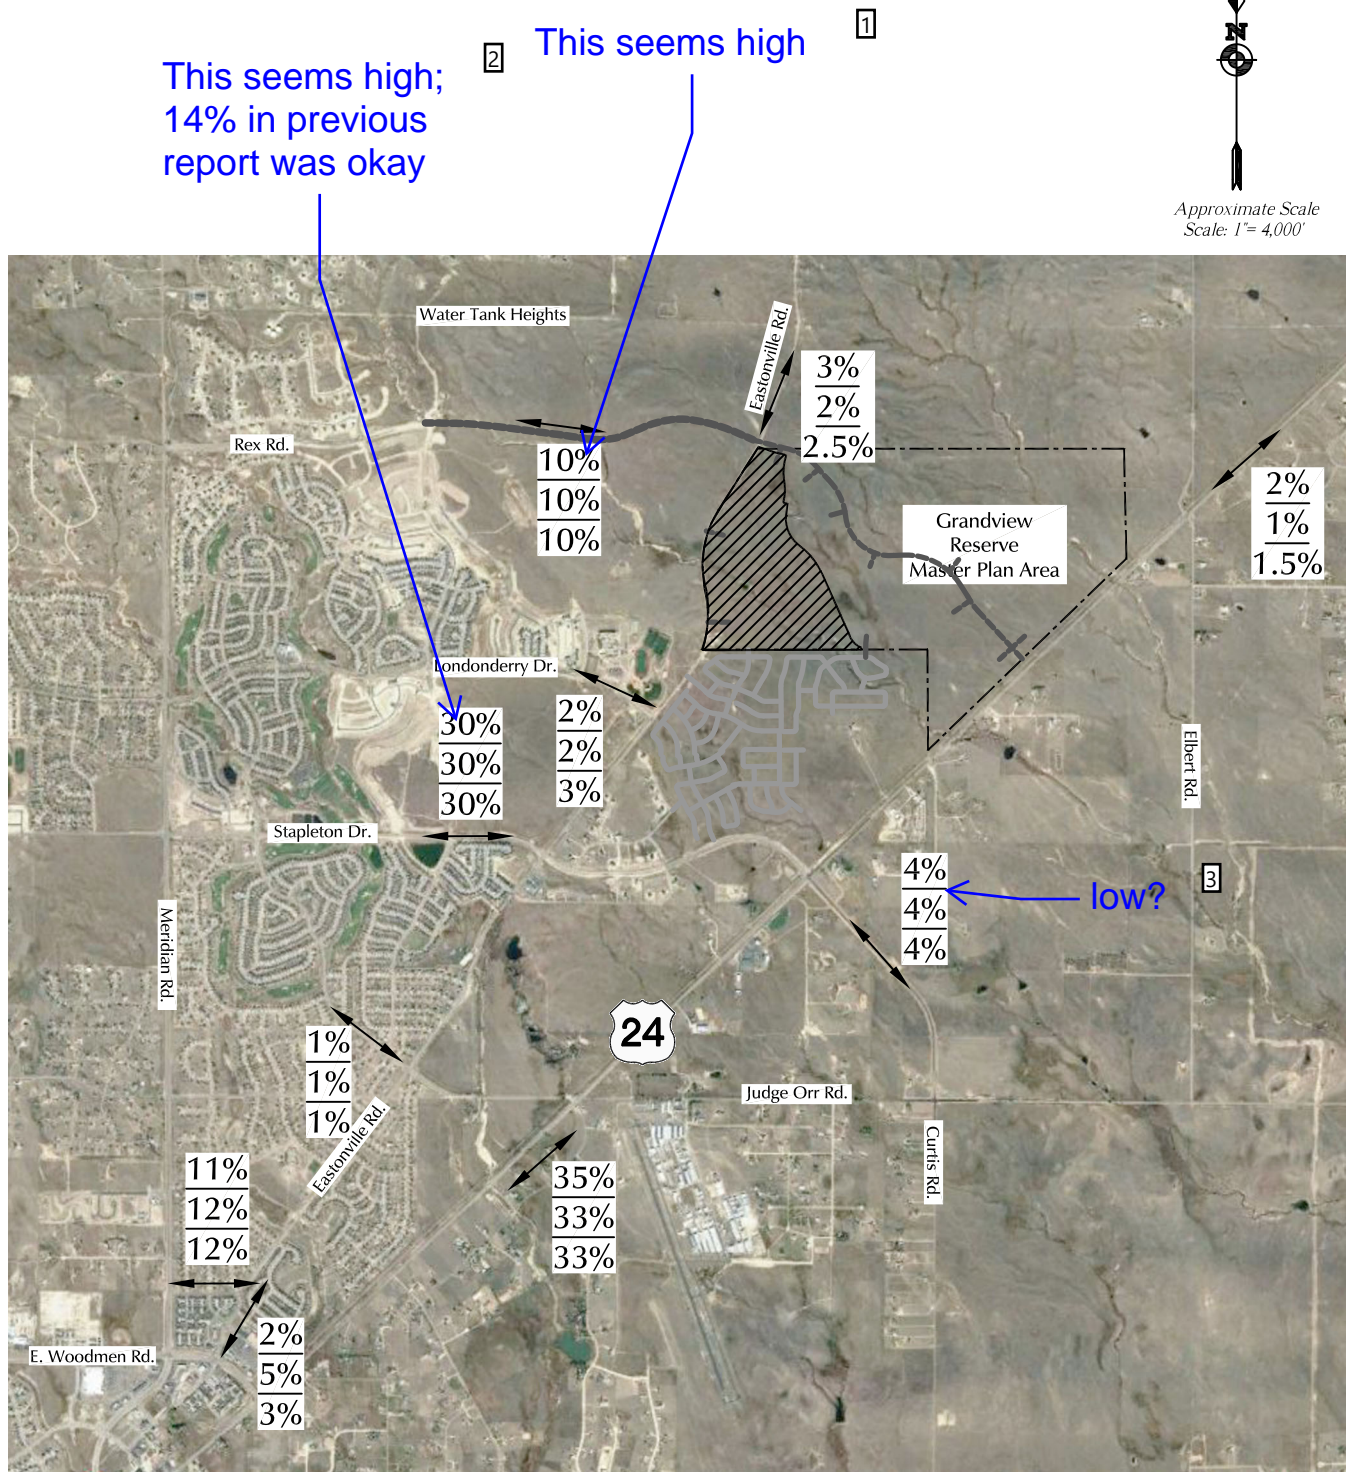 1
This seems high
2
This seems high;
14% in previous
report was okay
N
Approximate Scale
Scale: 1"= 4,000'
Water Tank Heights
Eastonville Rd.
3%
2%
2.5%
Rex Rd.
10%
10%
10%
2%
1%
1.5%
Grandview
Reserve
Master Plan Area
Londonderry Dr.
2%
2%
3%
30%
30%
30%
Stapleton Dr.
Elbert Rd.
4%
4%
4%
low?
3
Meridian Rd.
24
1%
1%
1%
Eastonville Rd.
Judge Orr Rd.
Curtis Rd.
11%
12%
12%
35%
33%
33%
E. Woodmen Rd.
2%
5%
3%